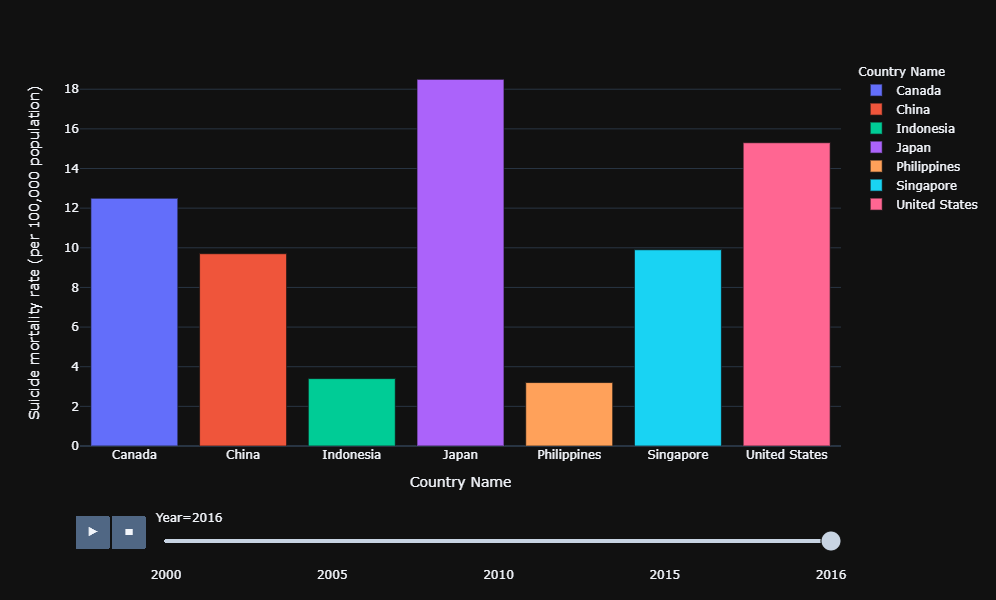 Suicide mortality rate (per 100,000 population)
18
16
14
12
10
8
6
4
2
0
Canada
China
Indonesia
Japan
Philippines
Singapore
United States
Country Name
Country Name
Canada
China
Indonesia
Japan
Philippines
Singapore
United States
Year=2016
2000
2005
2010
2015
2016